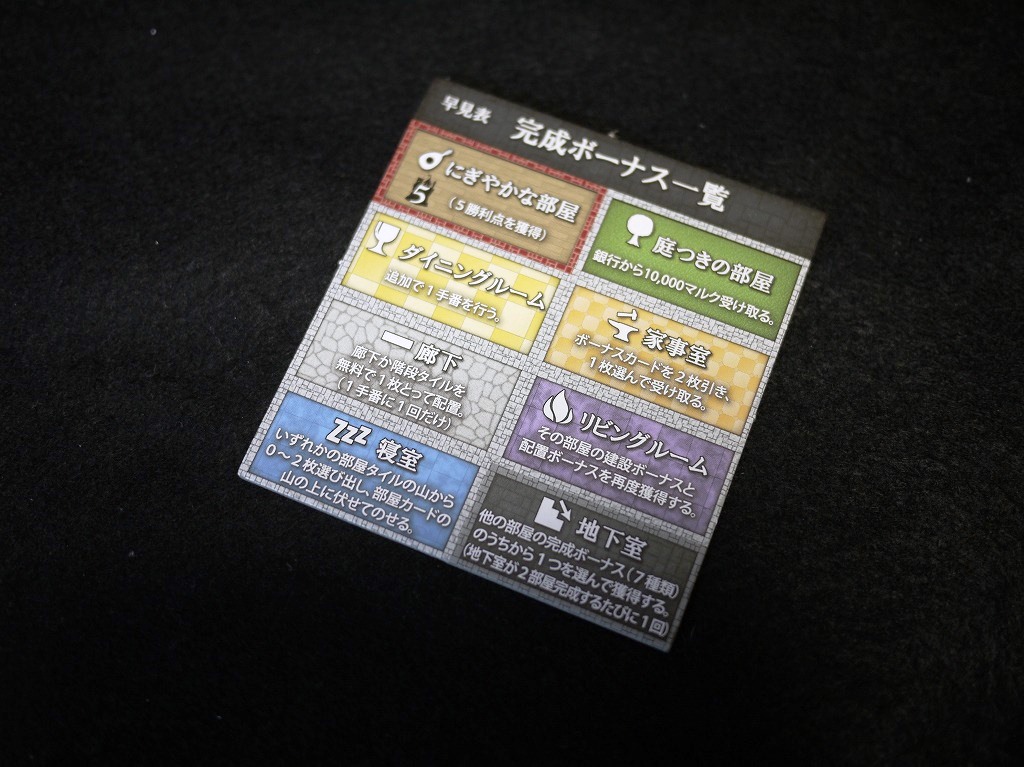 早見表 完成ボーナス一覧
にぎやかな部屋
5
(5勝利点を獲得)
庭つきの部屋
銀行から10,000マルク受け取る。
ダイニングルーム
追加で1手番を行う。
家事室
ボーナスカードを2枚引き、
1枚選んで受け取る。
廊下
廊下か階段タイルを
無料で1枚とって配置。
(1手番に1回だけ)
リビングルーム
その部屋の建設ボーナスと
配置ボーナスを再度獲得する。
Zzz 寝室
いずれかの部屋タイルの山から
0~2枚選び出し、部屋カードの
山の上に伏せてのせる。
地下室
他の部屋の完成ボーナス(7種類)
のうちから1つを選んで獲得する。
(地下室が2部屋完成するたびに1回)